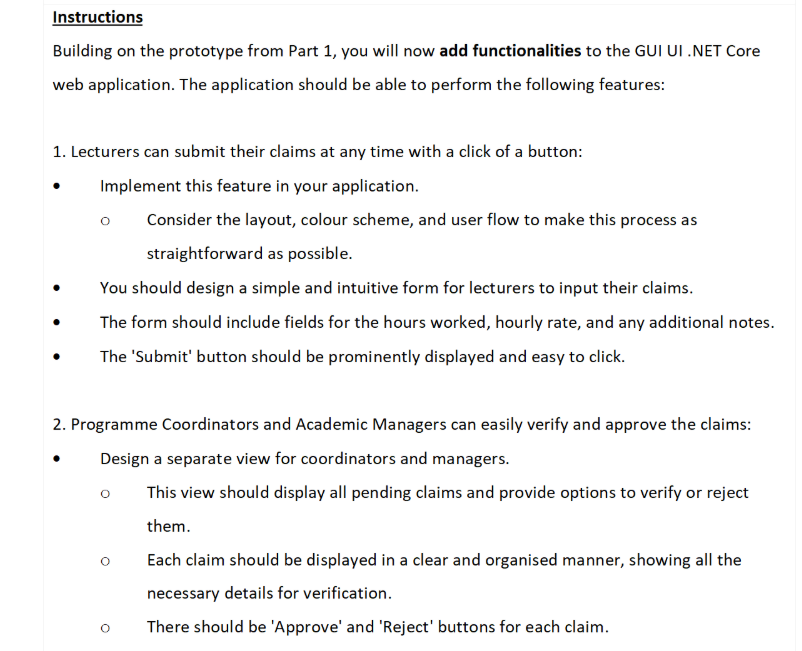 Instructions
Building on the prototype from Part 1, you will now add functionalities to the GUI UI .NET Core
web application. The application should be able to perform the following features:
1. Lecturers can submit their claims at any time with a click of a button:
• Implement this feature in your application.
o Consider the layout, colour scheme, and user flow to make this process as
straightforward as possible.
• You should design a simple and intuitive form for lecturers to input their claims.
• The form should include fields for the hours worked, hourly rate, and any additional notes.
• The 'Submit' button should be prominently displayed and easy to click.
2. Programme Coordinators and Academic Managers can easily verify and approve the claims:
• Design a separate view for coordinators and managers.
o This view should display all pending claims and provide options to verify or reject
them.
o Each claim should be displayed in a clear and organised manner, showing all the
necessary details for verification.
o There should be 'Approve' and 'Reject' buttons for each claim.